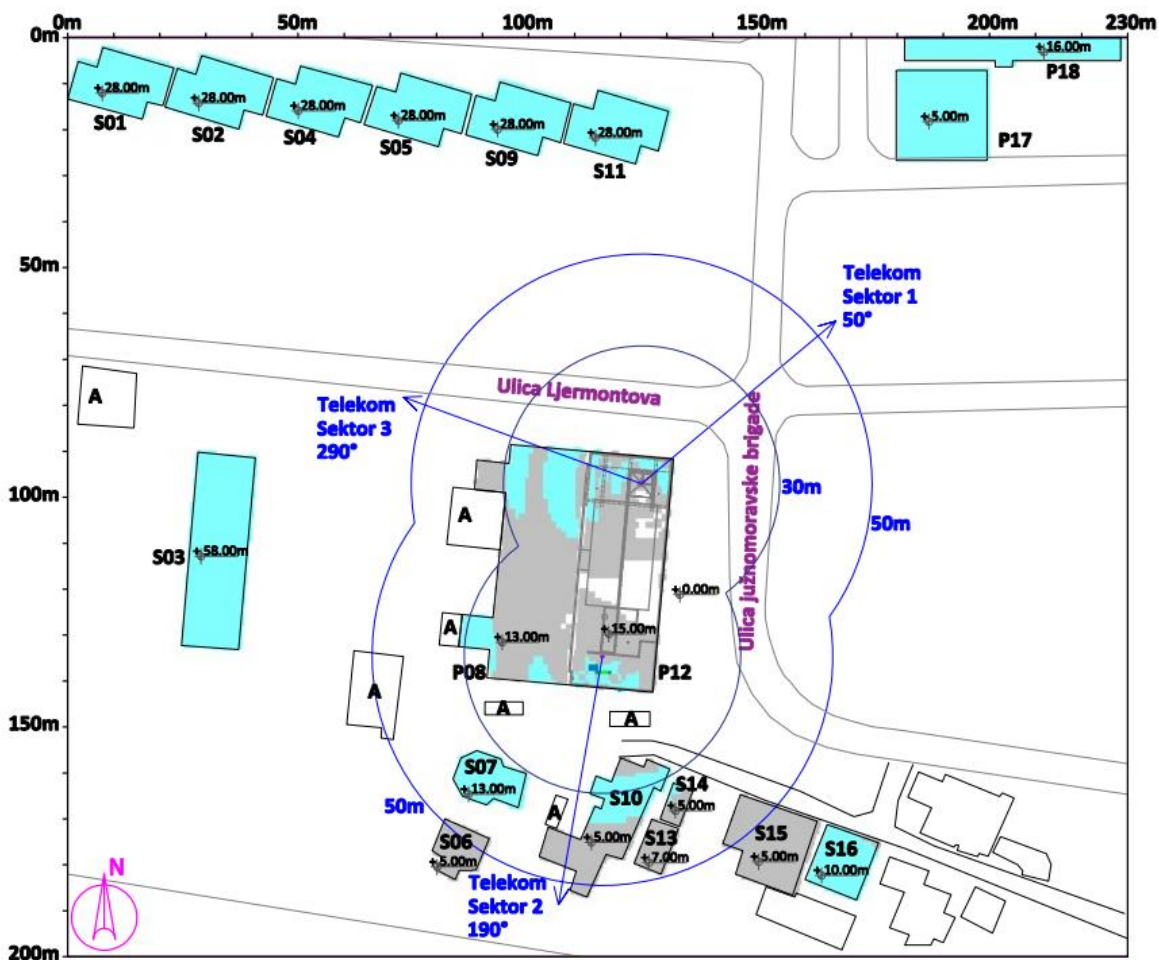 0m
50m
100m
150m
200m
230m
0m
50m
100m
150m
200m
+28.00m
S01
+28.00m
S02
+28.00m
S04
+28.00m
S05
+28.00m
S09
+28.00m
S11
+16.00m
P18
+5.00m
P17
Telekom
Sektor 1
50°
Ulica Ljermontova
Telekom
Sektor 3
290°
Ulica južnomoravske brigade
30m
50m
A
A
S03
+58.00m
+0.00m
A
+13.00m
+15.00m
P08
P12
A
A
A
S07
+13.00m
50m
S10
+5.00m
S14
+5.00m
A
S06
+5.00m
S13
+7.00m
S15
+5.00m
S16
+10.00m
Telekom
Sektor 2
190°
N